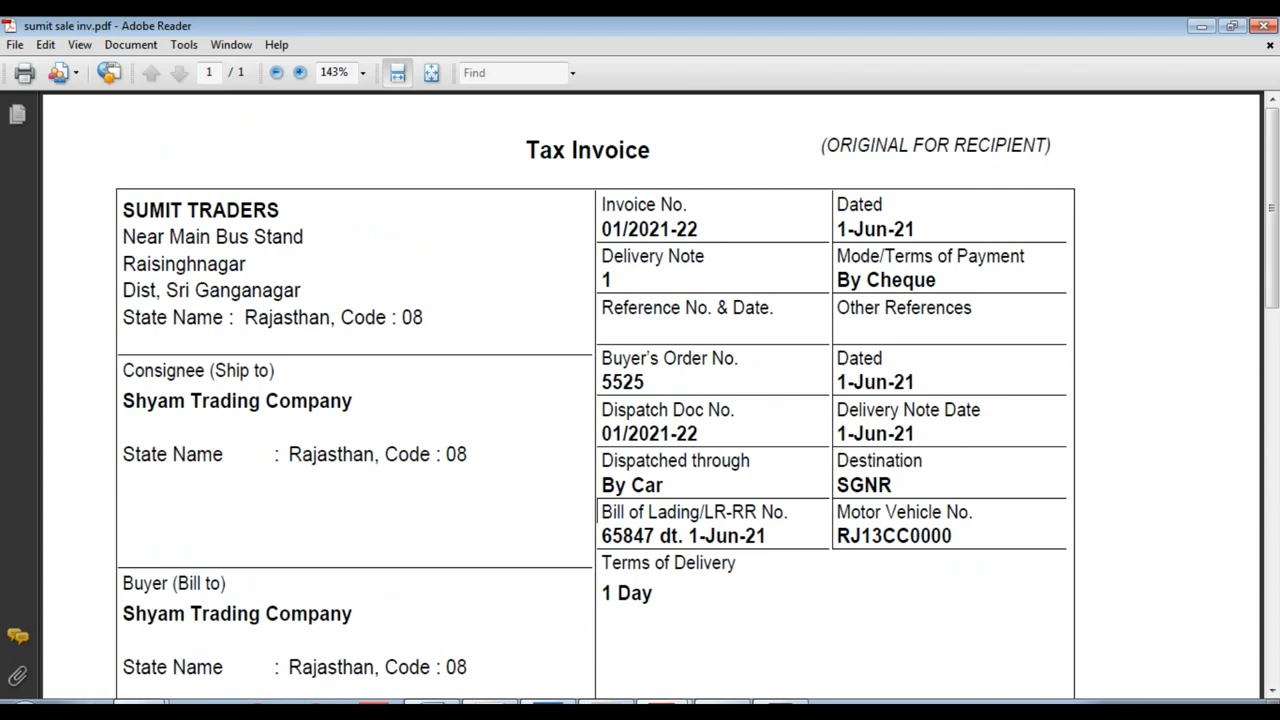 sumit sale inv.pdf - Adobe Reader
File Edit View Document Tools Window Help
1 / 1 143% Find
Tax Invoice
(ORIGINAL FOR RECIPIENT)
SUMIT TRADERS
Near Main Bus Stand
Raisinghnagar
Dist, Sri Ganganagar
State Name : Rajasthan, Code : 08
Consignee (Ship to)
Shyam Trading Company
State Name : Rajasthan, Code : 08
Buyer (Bill to)
Shyam Trading Company
State Name : Rajasthan, Code : 08
Invoice No.
01/2021-22
Dated
1-Jun-21
Delivery Note
1
Mode/Terms of Payment
By Cheque
Reference No. & Date.
Other References
Buyer's Order No.
5525
Dated
1-Jun-21
Dispatch Doc No.
01/2021-22
Delivery Note Date
1-Jun-21
Dispatched through
By Car
Destination
SGNR
Bill of Lading/LR-RR No.
65847 dt. 1-Jun-21
Motor Vehicle No.
RJ13CC0000
Terms of Delivery
1 Day